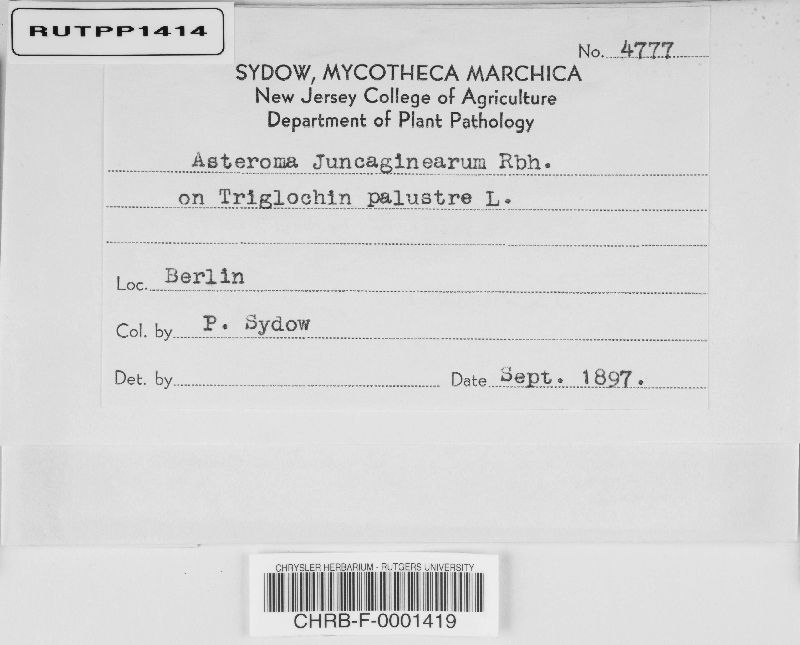 RUTPP1414
No. 4777
SYDOW, MYCOTHECA MARCHICA
New Jersey College of Agriculture
Department of Plant Pathology
Asteroma Juncaginearum Rbh.
on Triglochin palustre L.
Loc. Berlin
Col. by P. Sydow
Det. by Date Sept. 1897.
CHRYSLER HERBARIUM - RUTGERS UNIVERSITY
CHRB-F-0001419